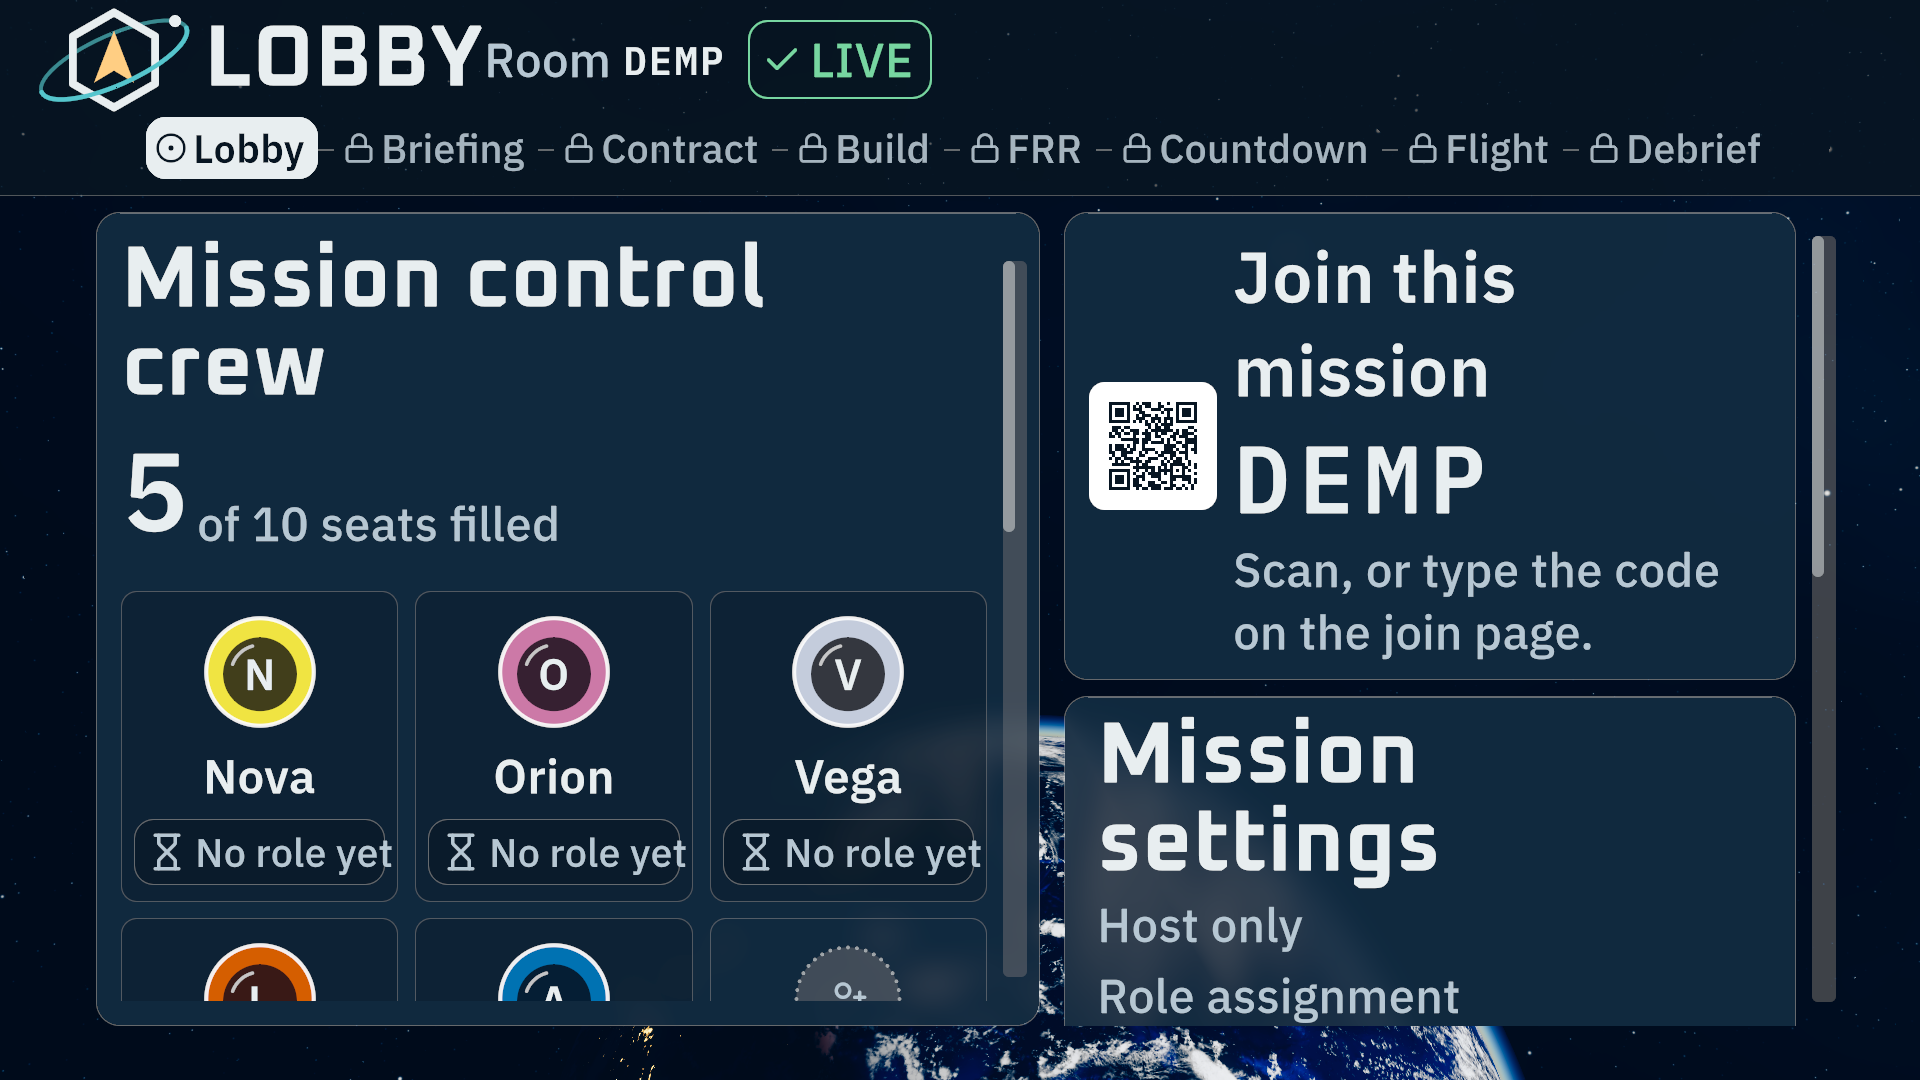 LOBBY Room DEMP LIVE
Lobby Briefing Contract Build FRR Countdown Flight Debrief
Mission control
crew
5 of 10 seats filled
N
Nova
No role yet
O
Orion
No role yet
V
Vega
No role yet
Join this
mission
DEMP
Scan, or type the code
on the join page.
Mission
settings
Host only
Role assignment